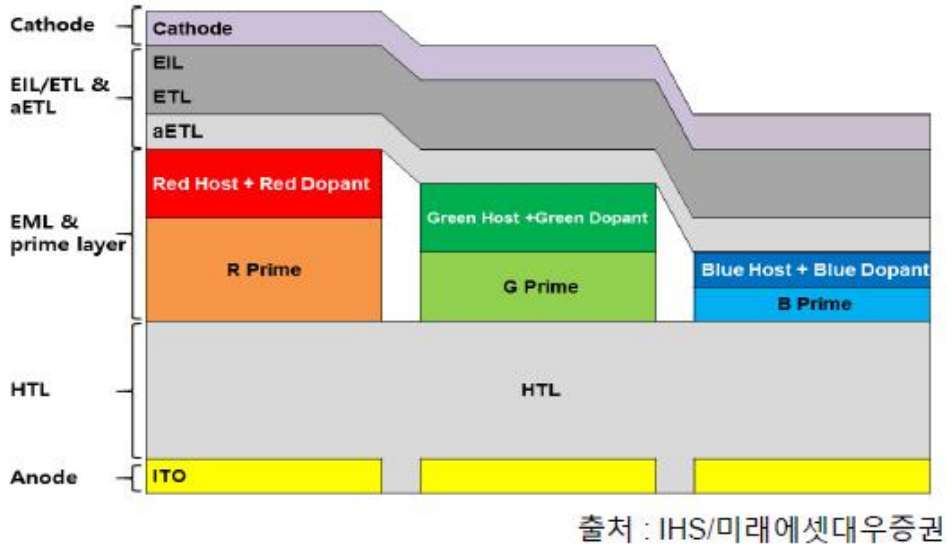 Cathode
Cathode
EIL/ETL &
aETL
EIL
ETL
aETL
EML &
prime layer
Red Host + Red Dopant
R Prime
Green Host +Green Dopant
G Prime
Blue Host + Blue Dopant
B Prime
HTL
HTL
Anode
ITO
출처 : IHS/미래에셋대우증권